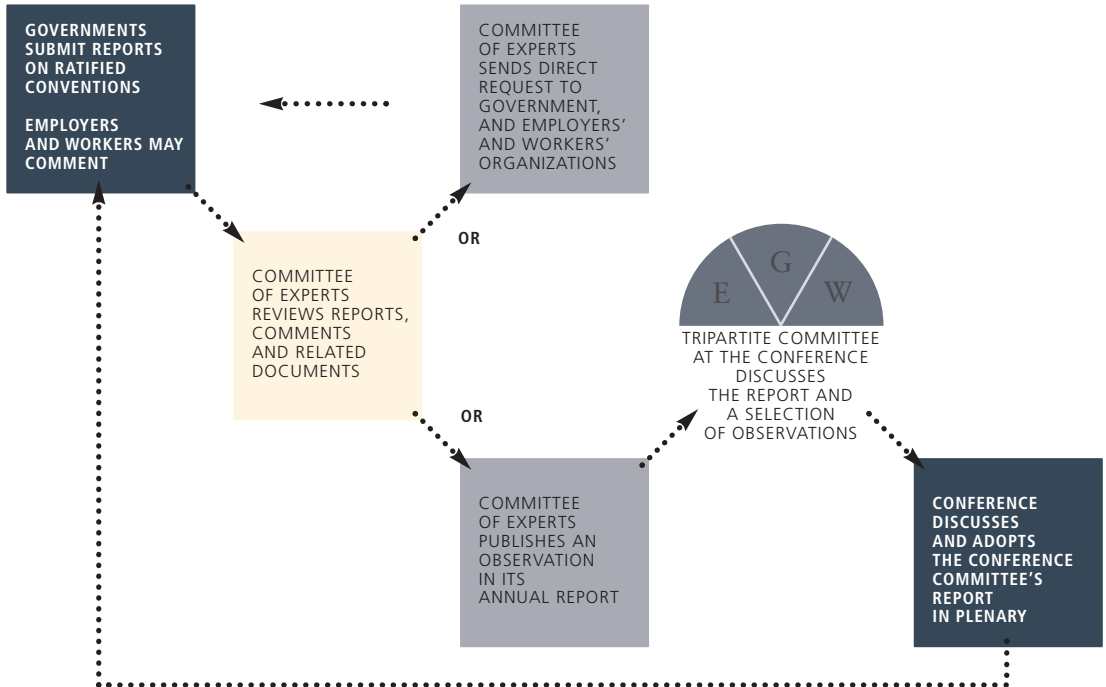 GOVERNMENTS
SUBMIT REPORTS
ON RATIFIED
CONVENTIONS
EMPLOYERS
AND WORKERS MAY
COMMENT
COMMITTEE
OF EXPERTS
SENDS DIRECT
REQUEST TO
GOVERNMENT,
AND EMPLOYERS’
AND WORKERS’
ORGANIZATIONS
OR
COMMITTEE
OF EXPERTS
REVIEWS REPORTS,
COMMENTS
AND RELATED
DOCUMENTS
OR
COMMITTEE
OF EXPERTS
PUBLISHES AN
OBSERVATION
IN ITS
ANNUAL REPORT
E
G
W
TRIPARTITE COMMITTEE
AT THE CONFERENCE
DISCUSSES
THE REPORT AND
A SELECTION
OF OBSERVATIONS
CONFERENCE
DISCUSSES
AND ADOPTS
THE CONFERENCE
COMMITTEE’S
REPORT
IN PLENARY